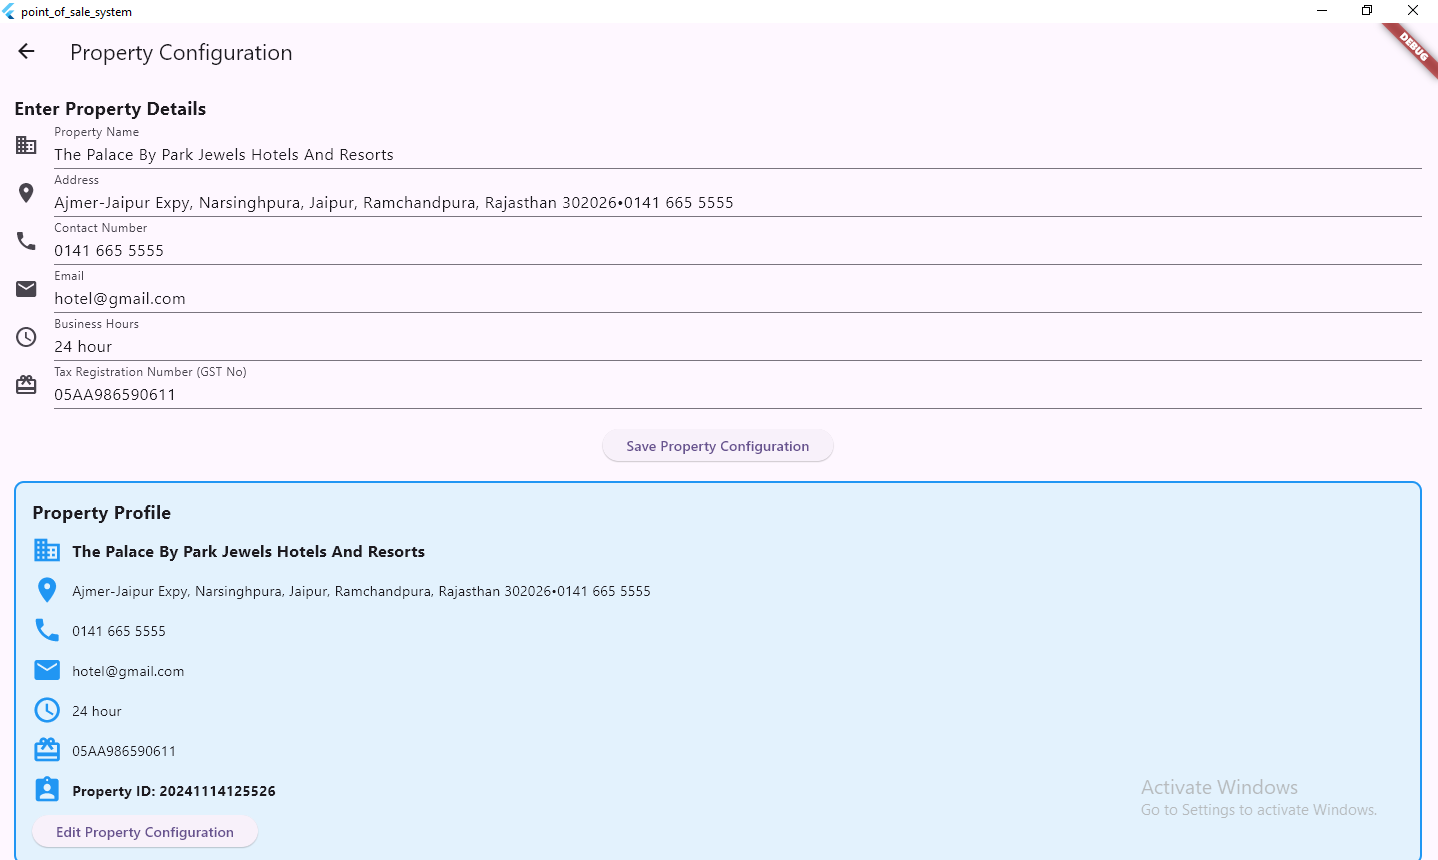 point_of_sale_system
Property Configuration
DEBUG
Enter Property Details
Property Name
The Palace By Park Jewels Hotels And Resorts
Address
Ajmer-Jaipur Expy, Narsinghpura, Jaipur, Ramchandpura, Rajasthan 302026•0141 665 5555
Contact Number
0141 665 5555
Email
hotel@gmail.com
Business Hours
24 hour
Tax Registration Number (GST No)
05AA986590611
Save Property Configuration
Property Profile
The Palace By Park Jewels Hotels And Resorts
Ajmer-Jaipur Expy, Narsinghpura, Jaipur, Ramchandpura, Rajasthan 302026•0141 665 5555
0141 665 5555
hotel@gmail.com
24 hour
05AA986590611
Property ID: 20241114125526
Edit Property Configuration
Activate Windows
Go to Settings to activate Windows.